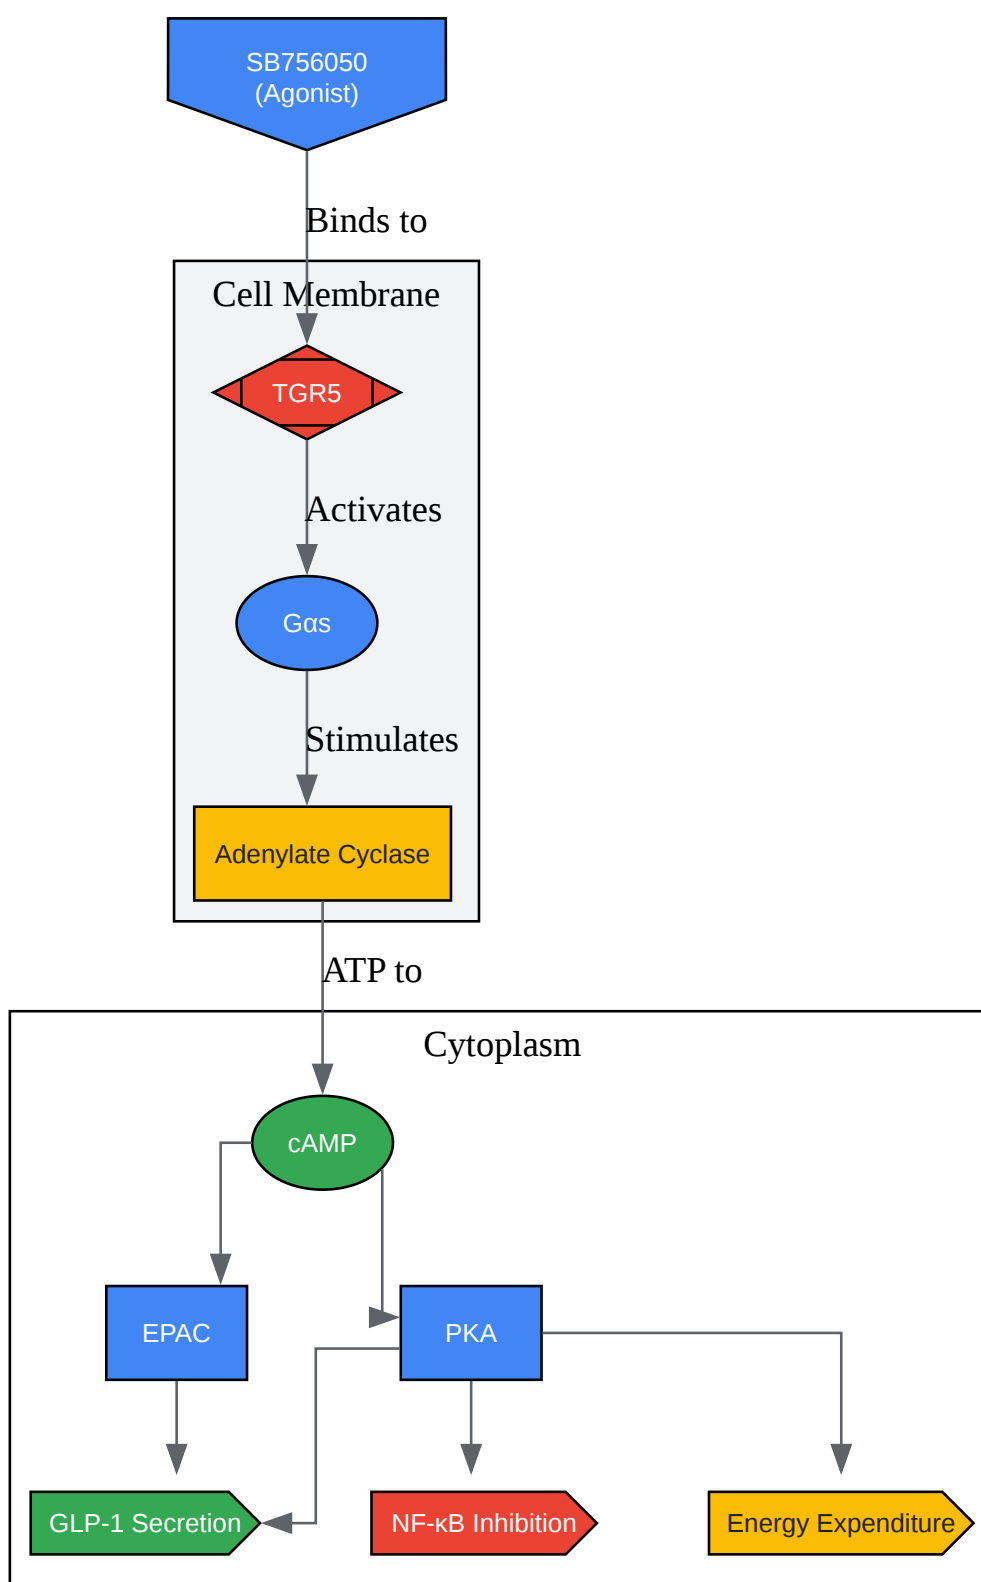 SB756050
(Agonist)
Binds to
Cell Membrane
TGR5
Activates
Gαs
Stimulates
Adenylate Cyclase
ATP to
Cytoplasm
cAMP
EPAC
PKA
GLP-1 Secretion
NF-κB Inhibition
Energy Expenditure